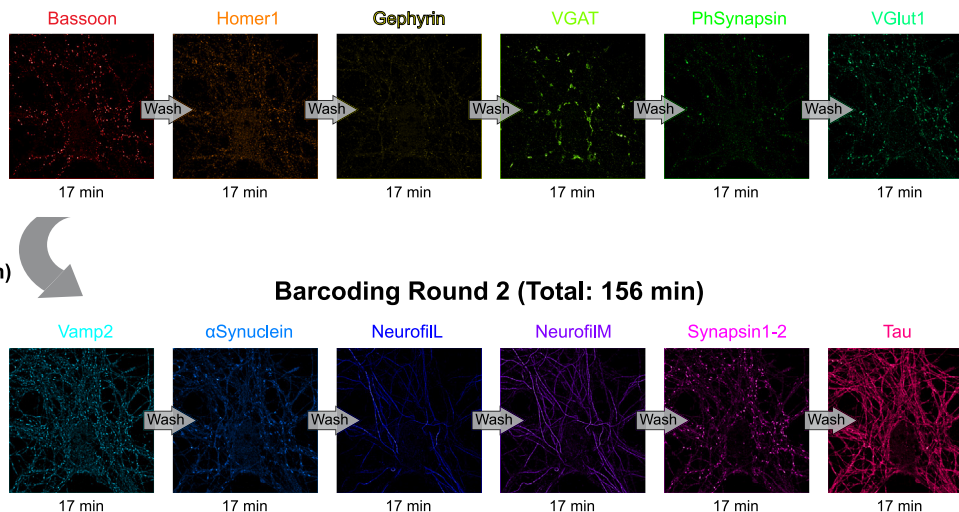 Bassoon Homer1 Gephyrin VGAT PhSynapsin VGlut1
Wash Wash Wash Wash Wash
17 min 17 min 17 min 17 min 17 min 17 min
Barcoding Round 2 (Total: 156 min)
Vamp2 αSynuclein NeurofilL NeurofilM Synapsin1-2 Tau
Wash Wash Wash Wash Wash
17 min 17 min 17 min 17 min 17 min 17 min